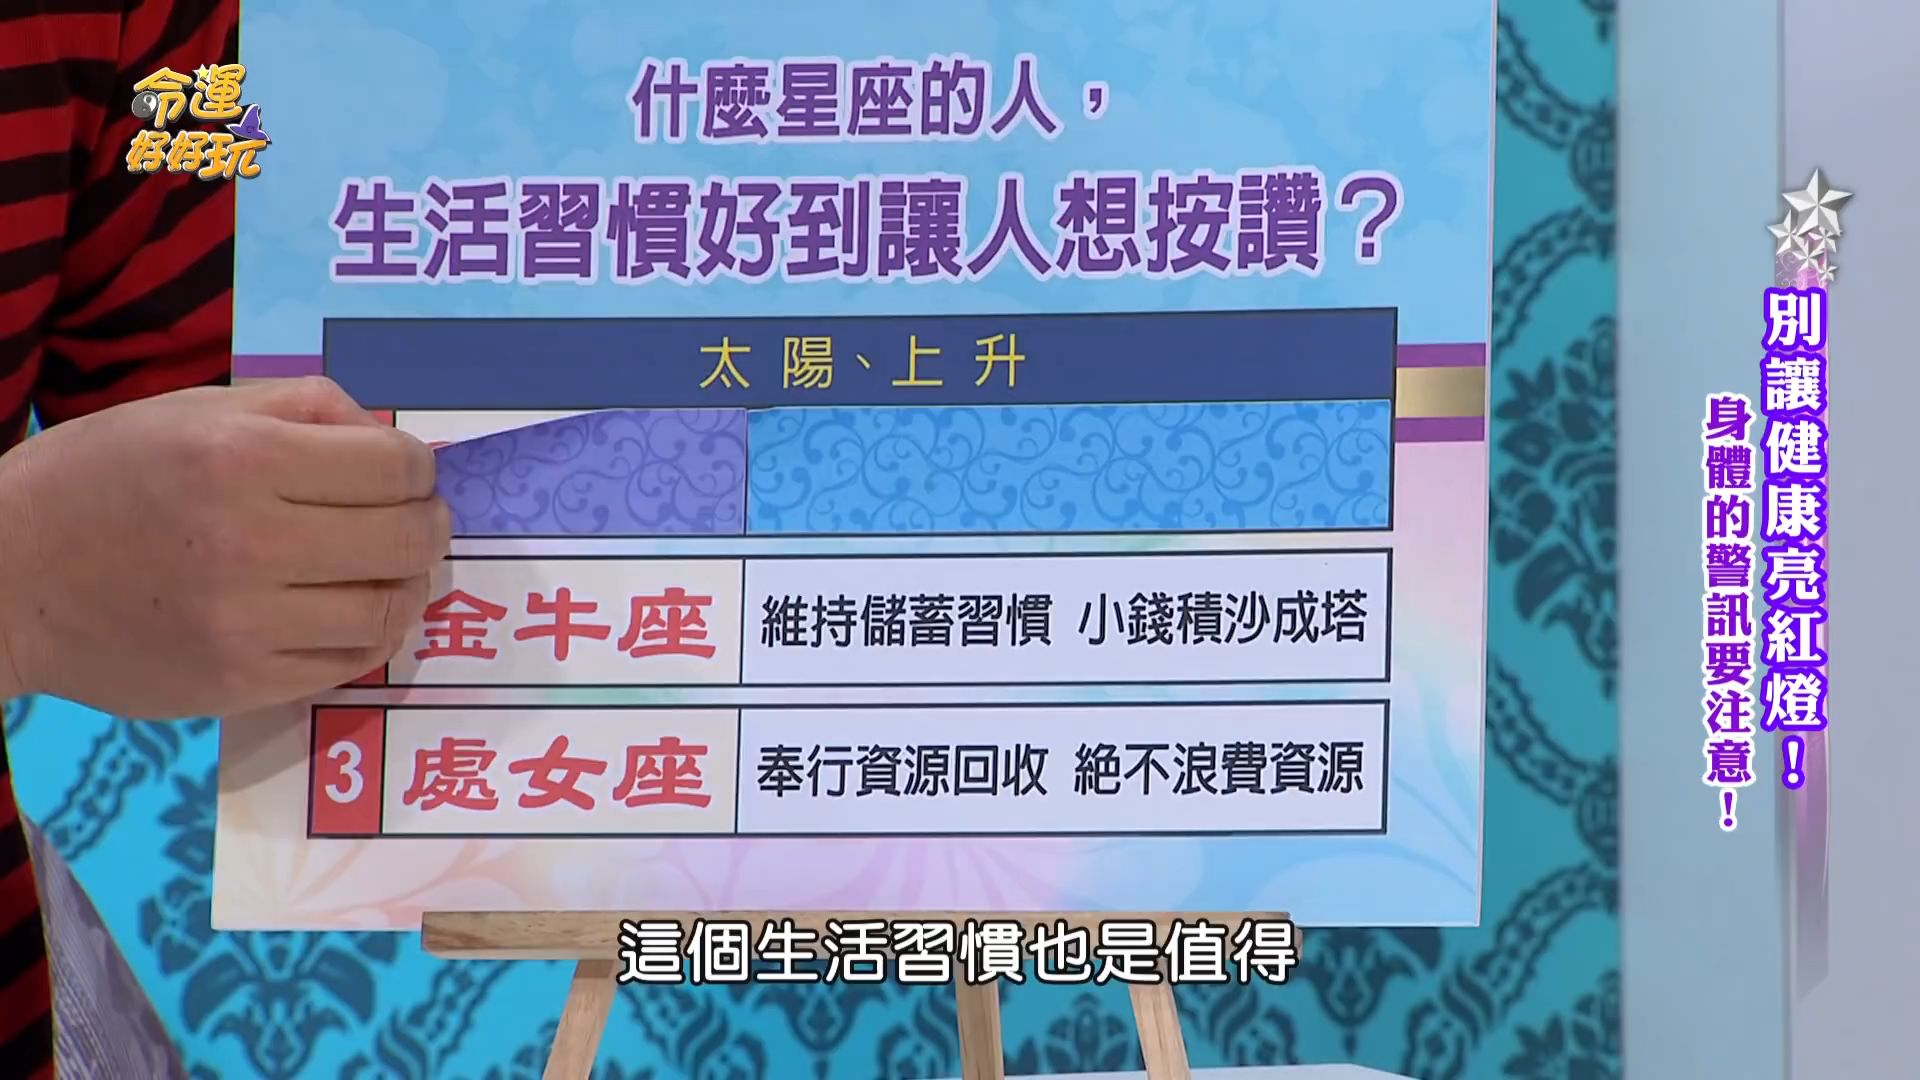 命運
好好玩
什麼星座的人，
生活習慣好到讓人想按讚？
太陽、上升
金牛座 維持儲蓄習慣 小錢積沙成塔
3 處女座 奉行資源回收 絕不浪費資源
別讓健康亮紅燈！
身體的警訊要注意！
這個生活習慣也是值得